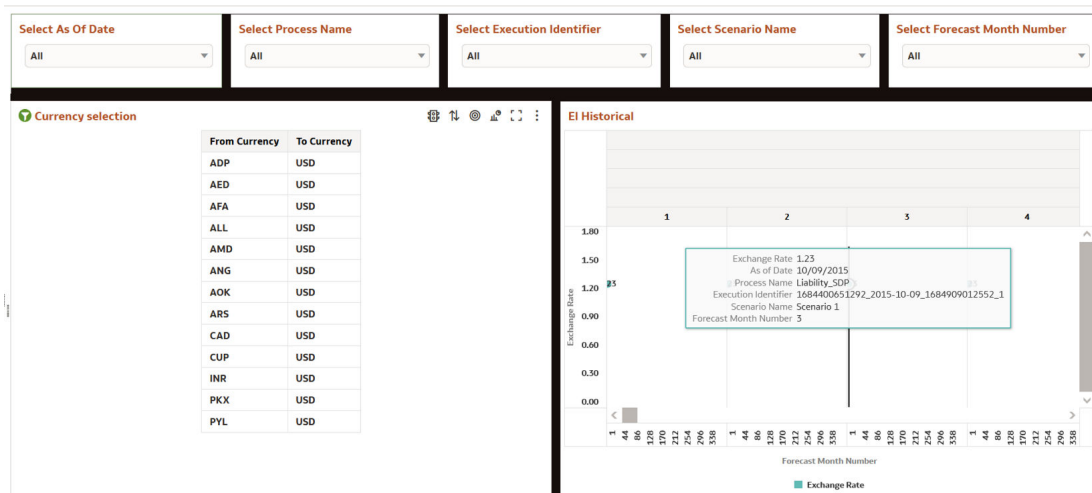 Select As Of Date
All
Select Process Name
All
Select Execution Identifier
All
Select Scenario Name
All
Select Forecast Month Number
All
Currency selection
From Currency To Currency
ADP USD
AED USD
AFA USD
ALL USD
AMD USD
ANG USD
AOK USD
ARS USD
CAD USD
CUP USD
INR USD
PKX USD
PYL USD
EI Historical
1 2 3 4
1.80
1.50
1.20
0.90
0.60
0.30
0.00
Exchange Rate
Exchange Rate 1.23
As of Date 10/09/2015
Process Name Liability_SDP
Execution Identifier 1684400651292_2015-10-09_1684909012552_1
Scenario Name Scenario 1
Forecast Month Number 3
1 44 86 128 170 212 254 296 338 1 44 86 128 170 212 254 296 338 1 44 86 128 170 212 254 296 338 1 44 86 128 170 212 254 296 338
Forecast Month Number
Exchange Rate